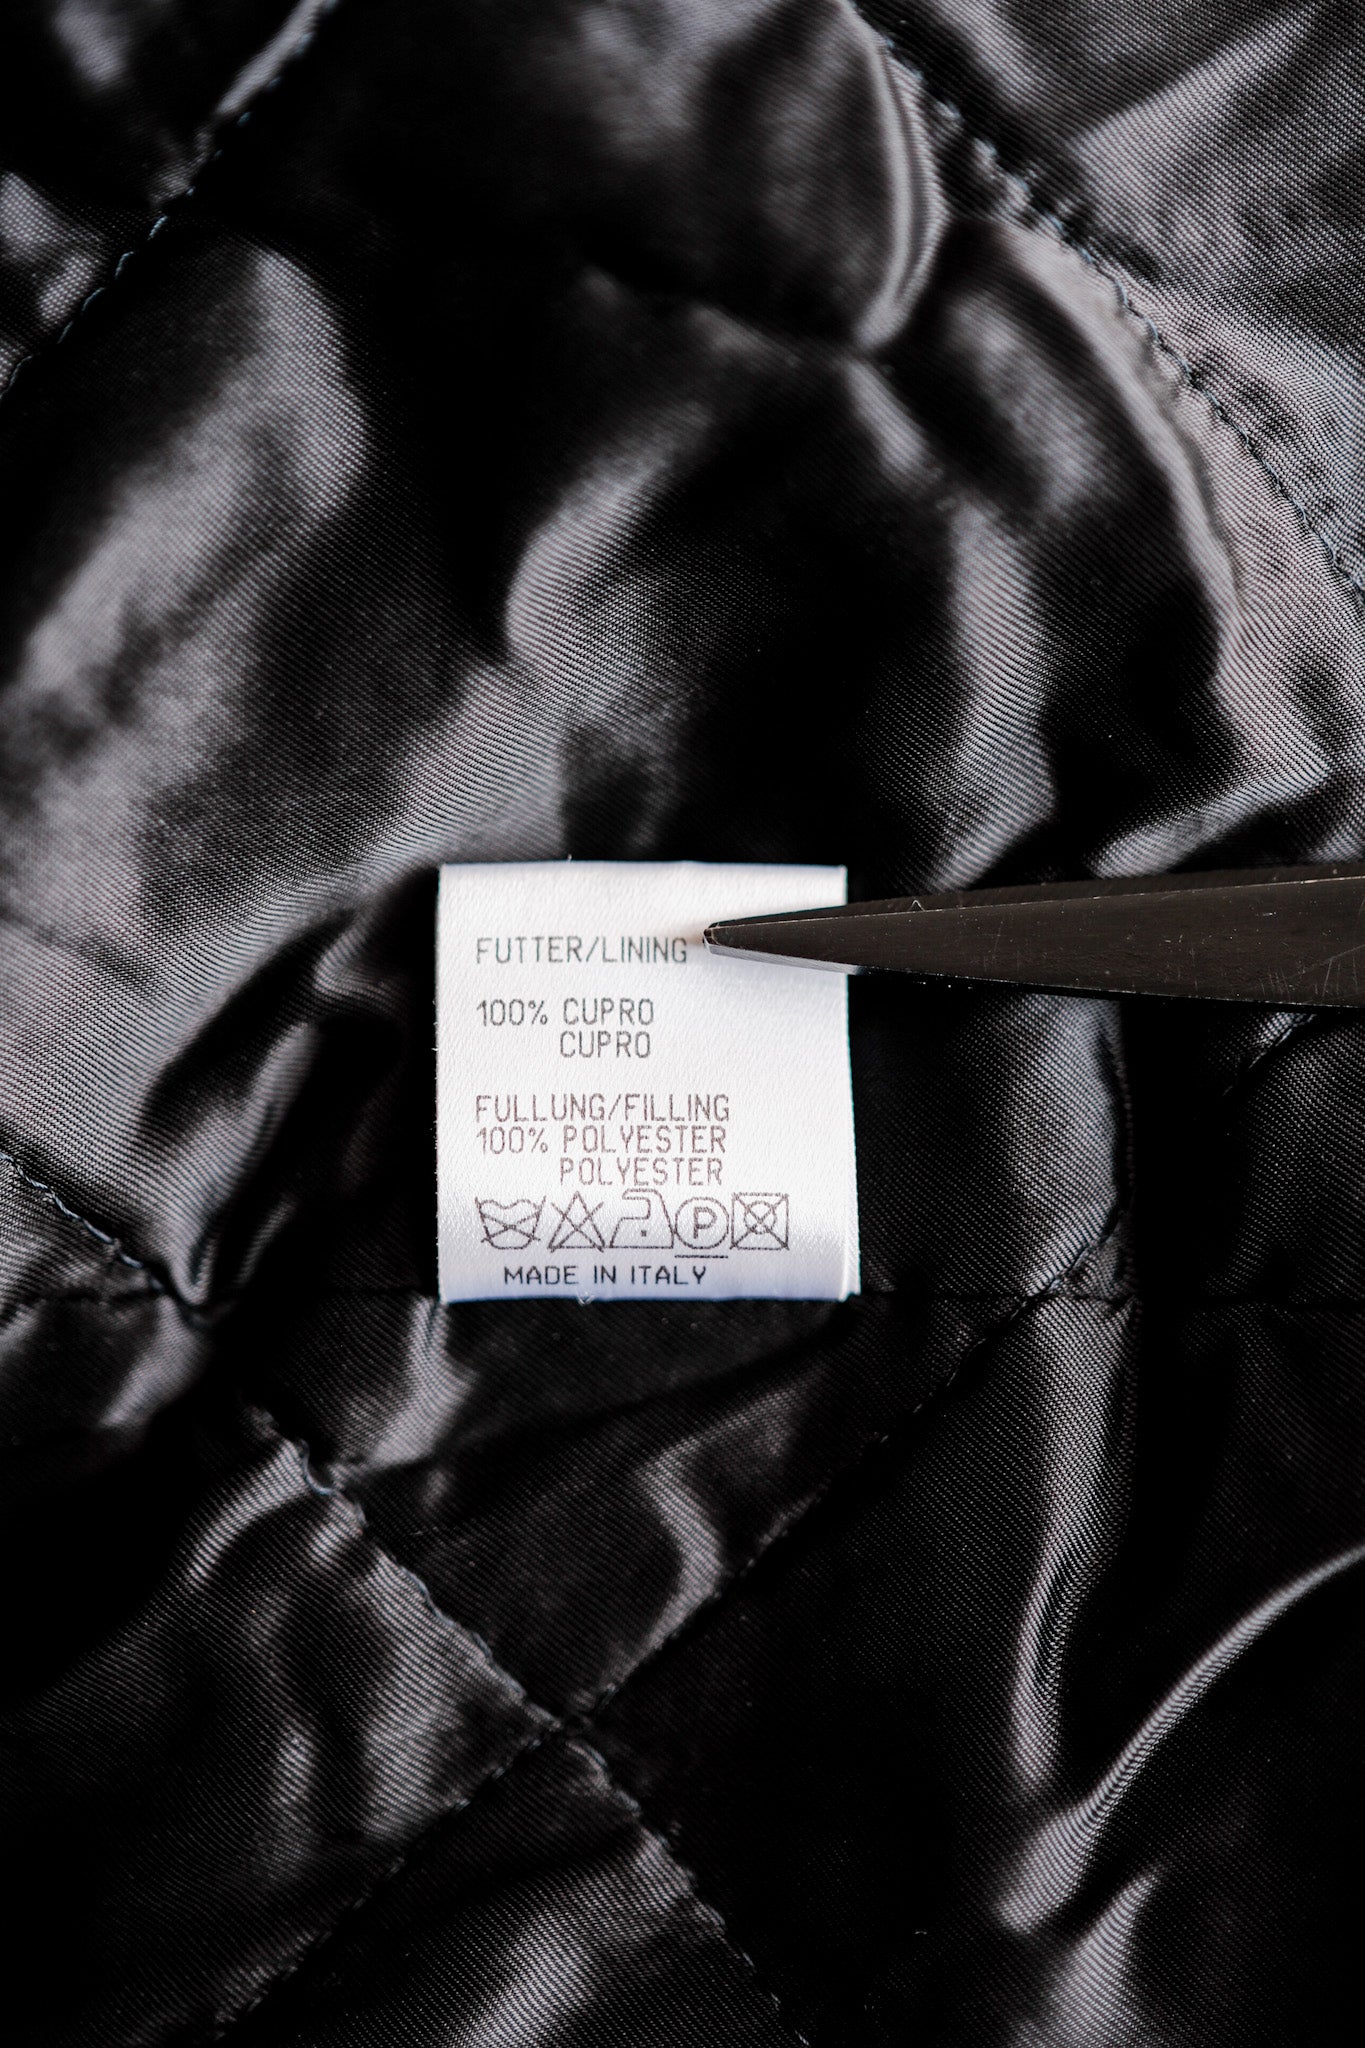 FUTTER/LINING
100% CUPRO
CUPRO
FULLUNG/FILLING
100% POLYESTER
POLYESTER
P
MADE IN ITALY